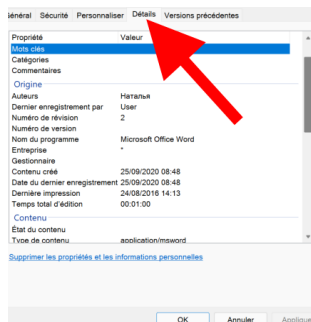 Général Sécurité Personnaliser Détails Versions précédentes
Propriété Valeur
Mots clés
Catégories
Commentaires
Origine
Auteurs Наталья
Dernier enregistrement par User
Numéro de révision 2
Numéro de version
Nom du programme Microsoft Office Word
Entreprise *
Gestionnaire
Contenu créé 25/09/2020 08:48
Date du dernier enregistrement 25/09/2020 08:48
Dernière impression 24/08/2016 14:13
Temps total d'édition 00:01:00
Contenu
État du contenu
Type de contenu application/msword
Supprimer les propriétés et les informations personnelles
OK Annuler Applique